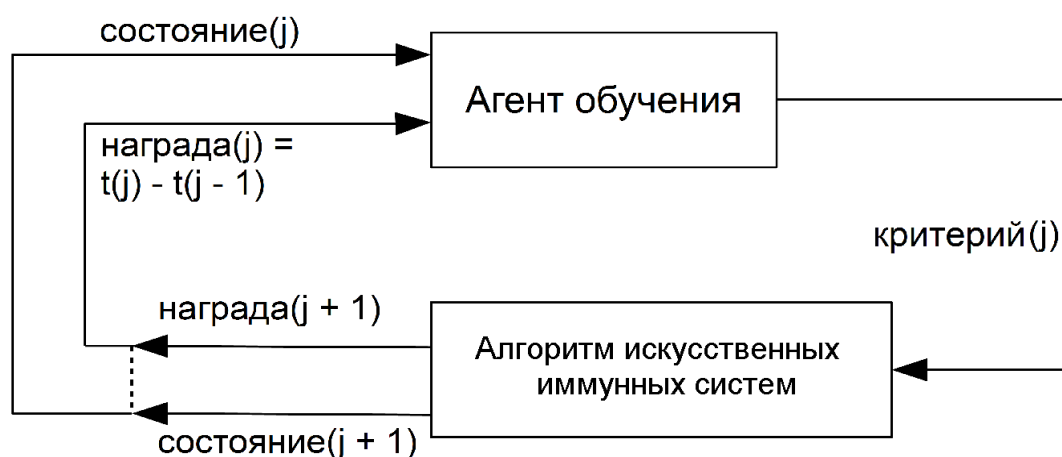 состояние(j)
Агент обучения
награда(j) =
t(j) - t(j - 1)
критерий(j)
награда(j + 1)
Алгоритм искусственных
иммунных систем
состояние(j + 1)